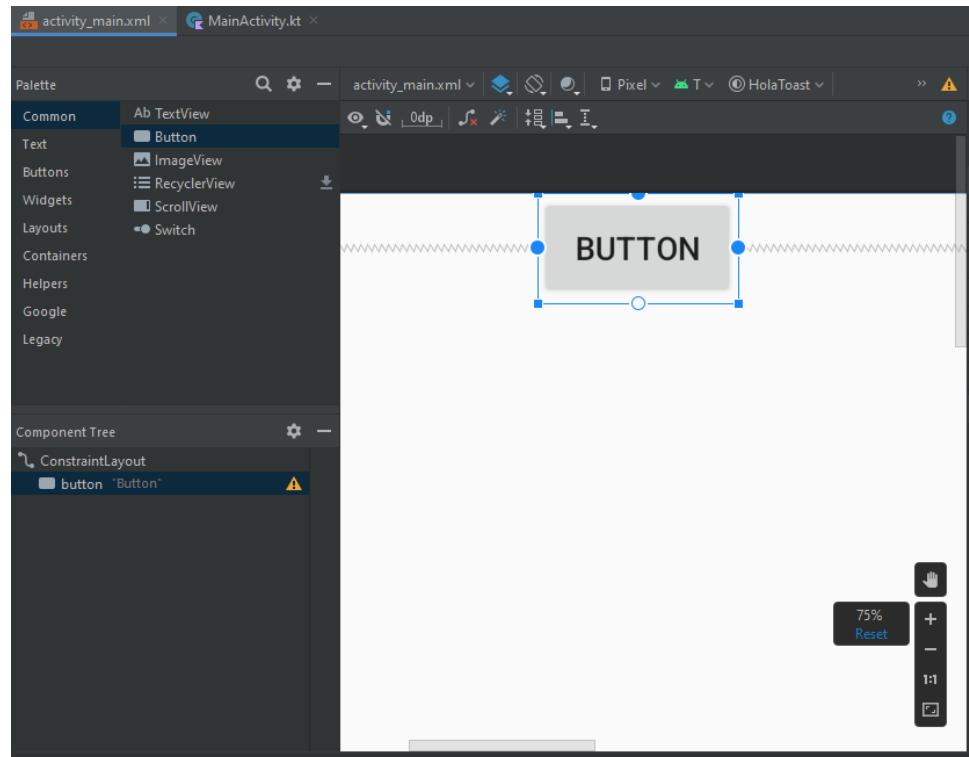 activity_main.xml MainActivity.kt
Palette
Common
Text
Buttons
Widgets
Layouts
Containers
Helpers
Google
Legacy
Ab TextView
Button
ImageView
RecyclerView
ScrollView
Switch
activity_main.xml Pixel T HolaToast
0dp
BUTTON
Component Tree
ConstraintLayout
button "Button"
75%
Reset
1:1